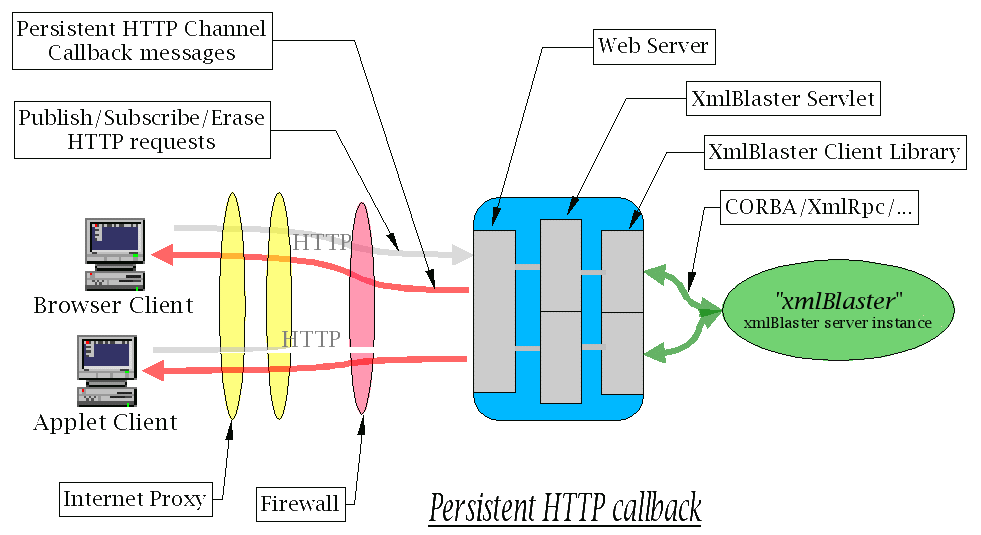 Persistent HTTP Channel
Callback messages
Web Server
XmlBlaster Servlet
Publish/Subscribe/Erase
HTTP requests
XmlBlaster Client Library
CORBA/XmlRpc/...
HTTP
Browser Client
"xmlBlaster"
xmlBlaster server instance
HTTP
Applet Client
Internet Proxy
Firewall
Persistent HTTP callback